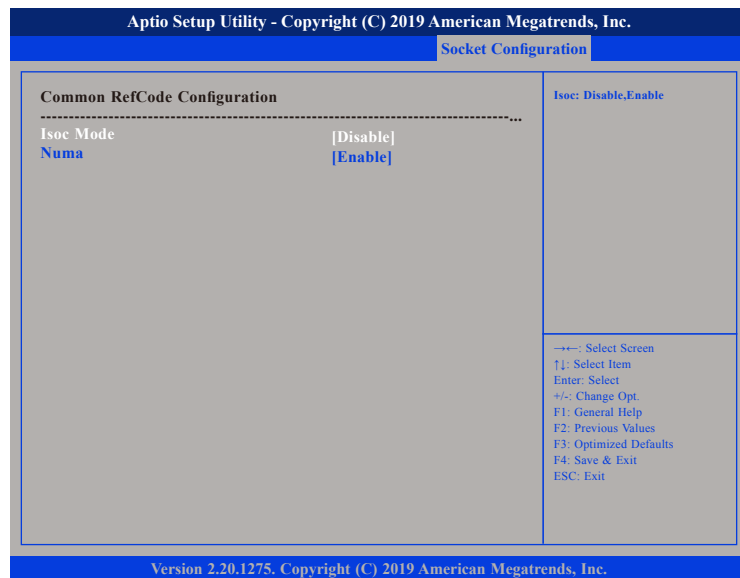 Aptio Setup Utility - Copyright (C) 2019 American Megatrends, Inc.
Socket Configuration
Common RefCode Configuration
--------------------------------------------------------------------------------...
Isoc Mode [Disable]
Numa [Enable]
Isoc: Disable,Enable
→←: Select Screen
↑↓: Select Item
Enter: Select
+/-: Change Opt.
F1: General Help
F2: Previous Values
F3: Optimized Defaults
F4: Save & Exit
ESC: Exit
Version 2.20.1275. Copyright (C) 2019 American Megatrends, Inc.